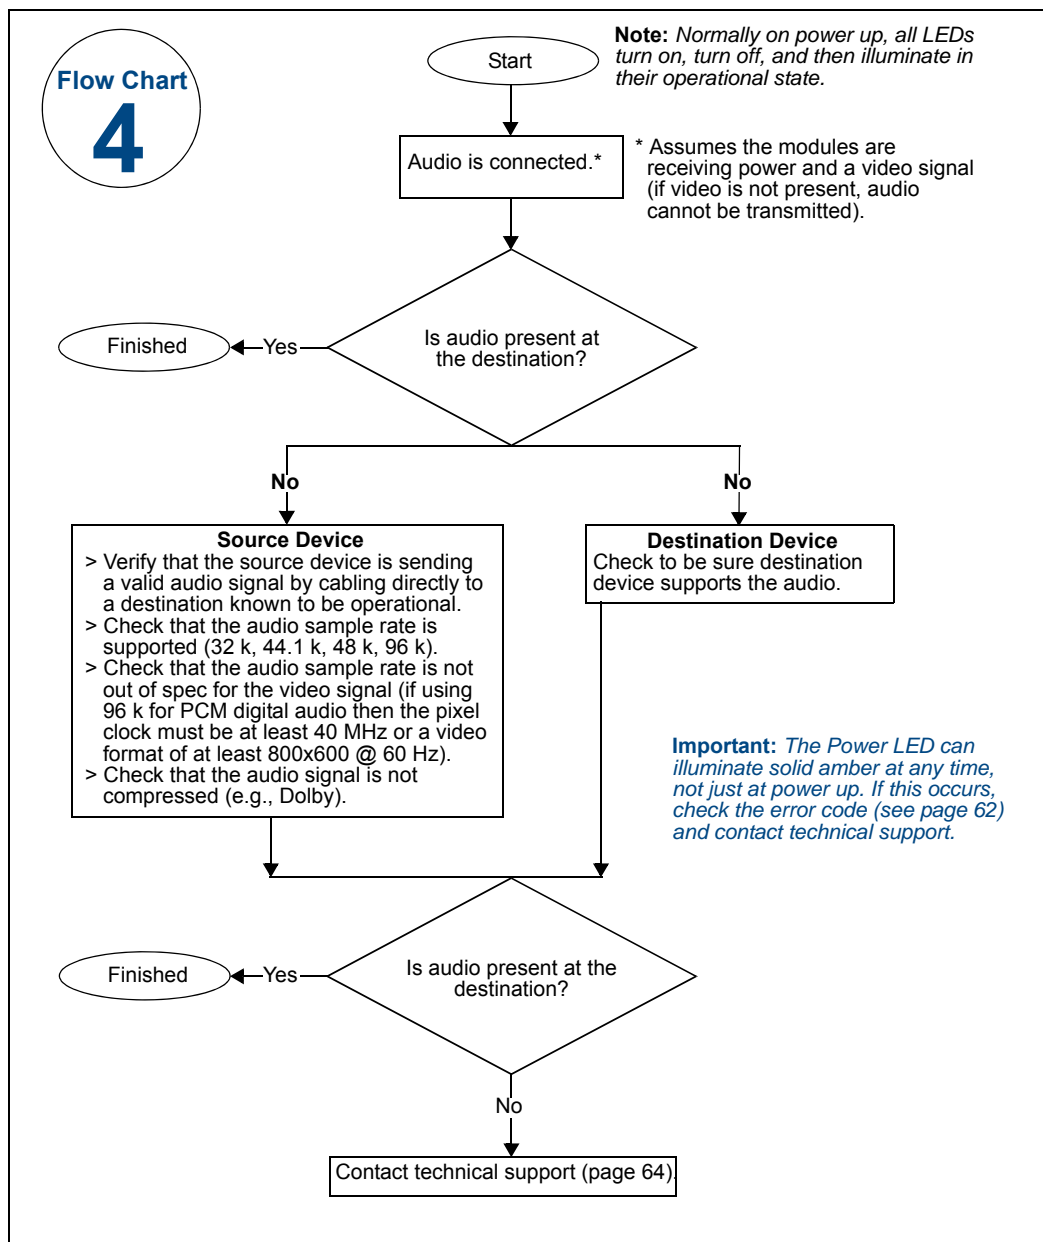 Flow Chart
4
Start
Note: Normally on power up, all LEDs
turn on, turn off, and then illuminate in
their operational state.
Audio is connected.*
* Assumes the modules are
receiving power and a video signal
(if video is not present, audio
cannot be transmitted).
Is audio present at
the destination?
Yes
Finished
No
No
Source Device
> Verify that the source device is sending
a valid audio signal by cabling directly to
a destination known to be operational.
> Check that the audio sample rate is
supported (32 k, 44.1 k, 48 k, 96 k).
> Check that the audio sample rate is not
out of spec for the video signal (if using
96 k for PCM digital audio then the pixel
clock must be at least 40 MHz or a video
format of at least 800x600 @ 60 Hz).
> Check that the audio signal is not
compressed (e.g., Dolby).
Destination Device
Check to be sure destination
device supports the audio.
Important: The Power LED can
illuminate solid amber at any time,
not just at power up. If this occurs,
check the error code (see page 62)
and contact technical support.
Is audio present at the
destination?
Yes
Finished
No
Contact technical support (page 64).